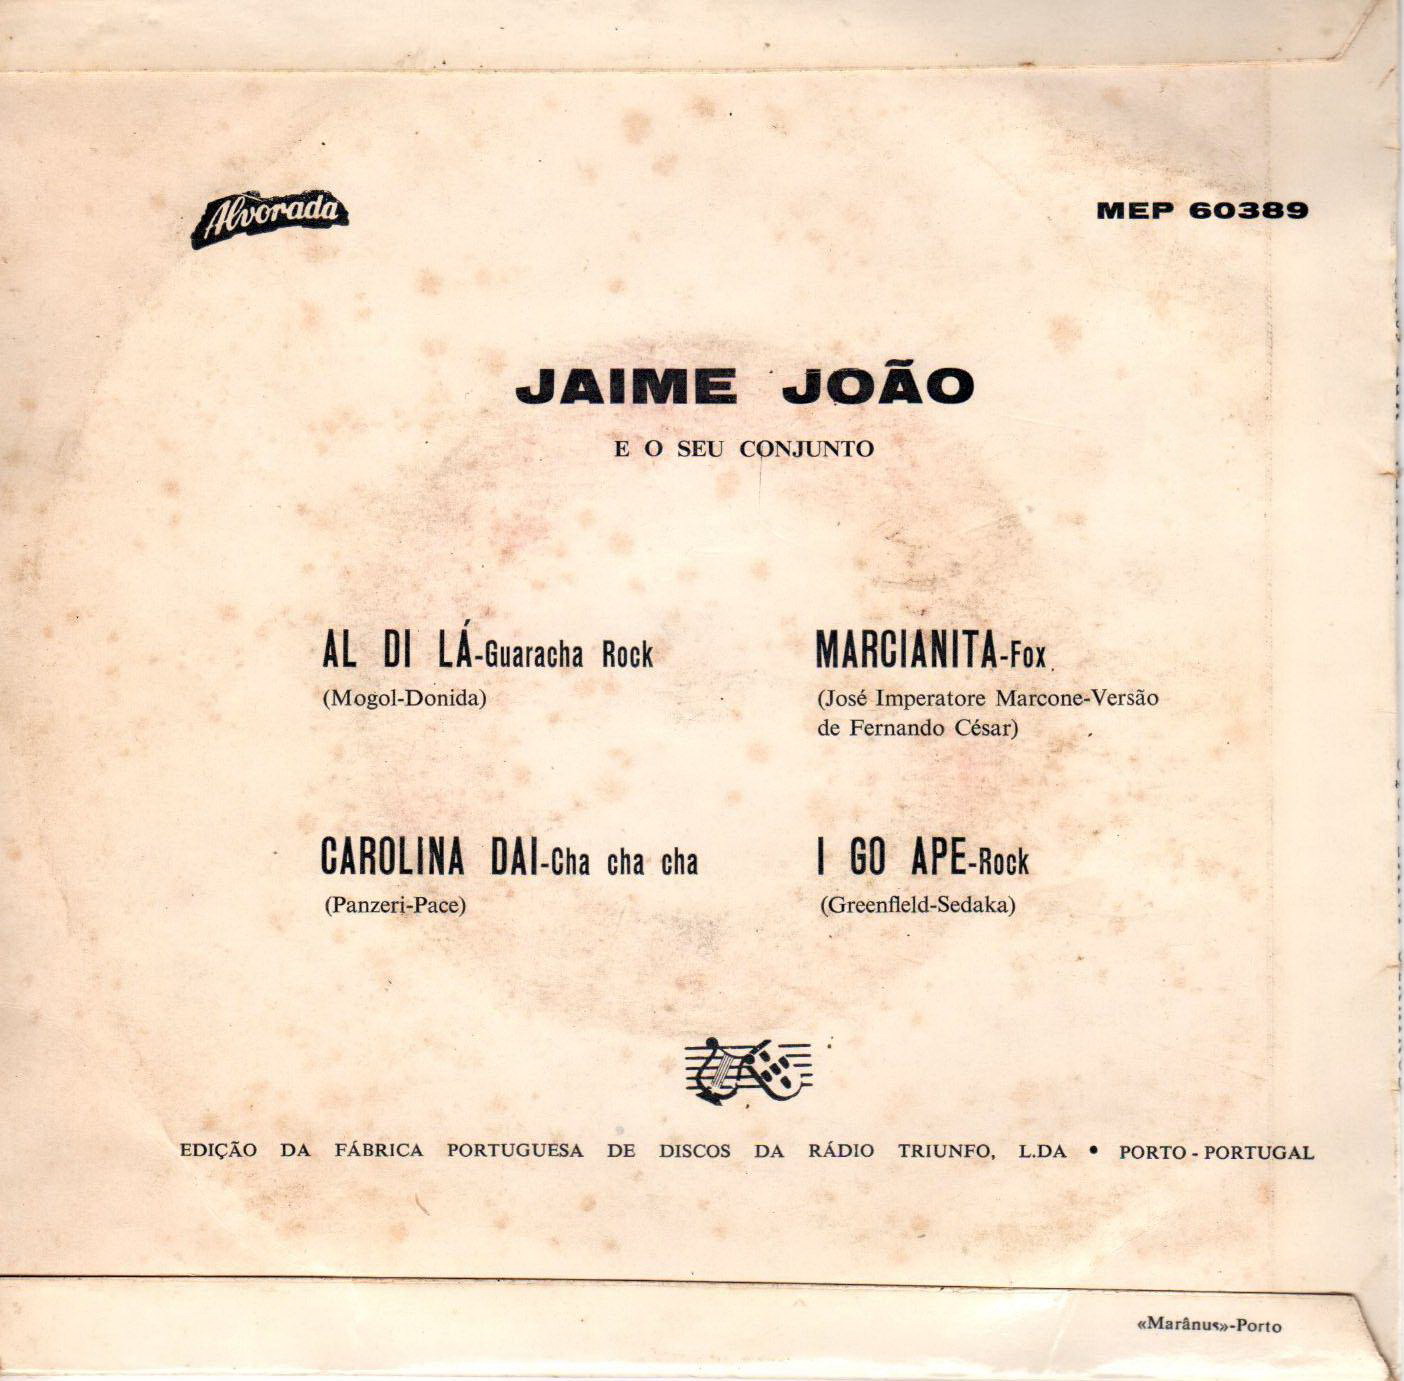 Alvorada
MEP 60389
JAIME JOÃO
E O SEU CONJUNTO
AL DI LÁ-Guaracha Rock
(Mogol-Donida)
CAROLINA DAI-Cha cha cha
(Panzeri-Pace)
MARCIANITA-Fox
(José Imperatore Marcone-Versão
de Fernando César)
I GO APE-Rock
(Greenfield-Sedaka)
EDIÇÃO DA FÁBRICA PORTUGUESA DE DISCOS DA RÁDIO TRIUNFO, L.DA • PORTO - PORTUGAL
«Marânus»-Porto